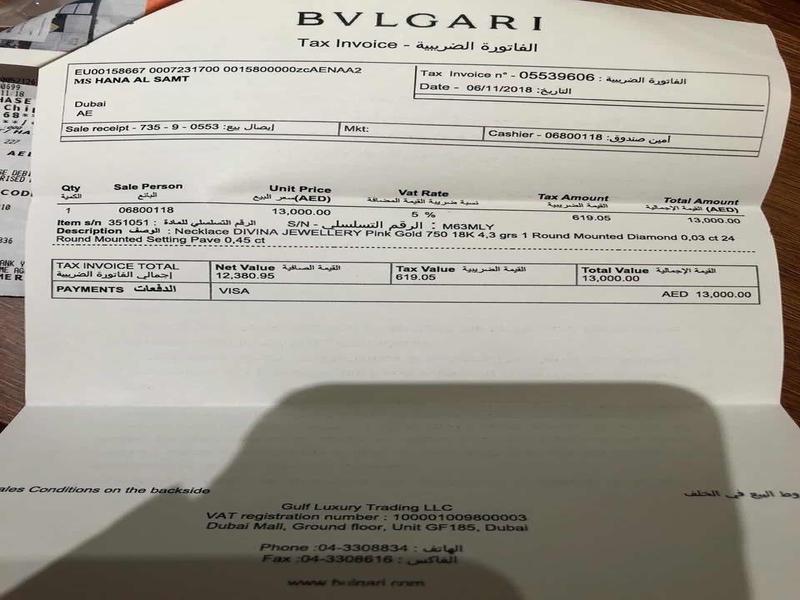 BVLGARI
Tax Invoice - الفاتورة الضريبية
EU00158667 0007231700 0015800000zcAENAA2
MS HANA AL SAMT
Dubai
AE
Tax Invoice n° - 05539606 : الفاتورة الضريبية
Date - 06/11/2018 :التاريخ
Sale receipt - 735 - 9 - 0553 :إيصال بيع
Mkt:
Cashier - 06800118 :أمين صندوق
Qty الكمية
Sale Person البائع
Unit Price (AED)سعر البيع
Vat Rate نسبة ضريبة القيمة المضافة
Tax Amount القيمة الضريبية
Total Amount (AED) القيمة الإجمالية
1 06800118 13,000.00 5 % 619.05 13,000.00
Item s/n 351051 : الرقم التسلسلي للمادة S/N - الرقم التسلسلي : M63MLY
Description الوصف : Necklace DIVINA JEWELLERY Pink Gold 750 18K 4,3 grs 1 Round Mounted Diamond 0,03 ct 24
Round Mounted Setting Pave 0,45 ct
TAX INVOICE TOTAL إجمالي الفاتورة الضريبية
Net Value القيمة الصافية 12,380.95
Tax Value القيمة الضريبية 619.05
Total Value القيمة الإجمالية 13,000.00
PAYMENTS الدفعات VISA AED 13,000.00
ales Conditions on the backside
وط البيع في الخلف
Gulf Luxury Trading LLC
VAT registration number : 100001009800003
Dubai Mall, Ground floor, Unit GF185, Dubai
Phone :04-3308834 : الهاتف
Fax :04-3308616 : الفاكس
www.bulgari.com